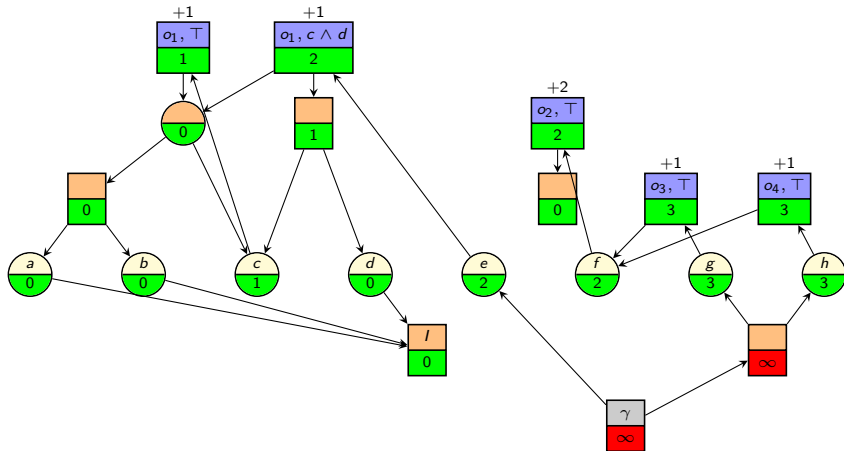 +1 +1
o₁, ⊤ o₁, c ∧ d
1 2
+2
o₂, ⊤
0 1 2
+1 +1
o₃, ⊤ o₄, ⊤
0 0 3 3
a b c d e f g h
0 0 1 0 2 2 3 3
I
0 ∞
γ
∞